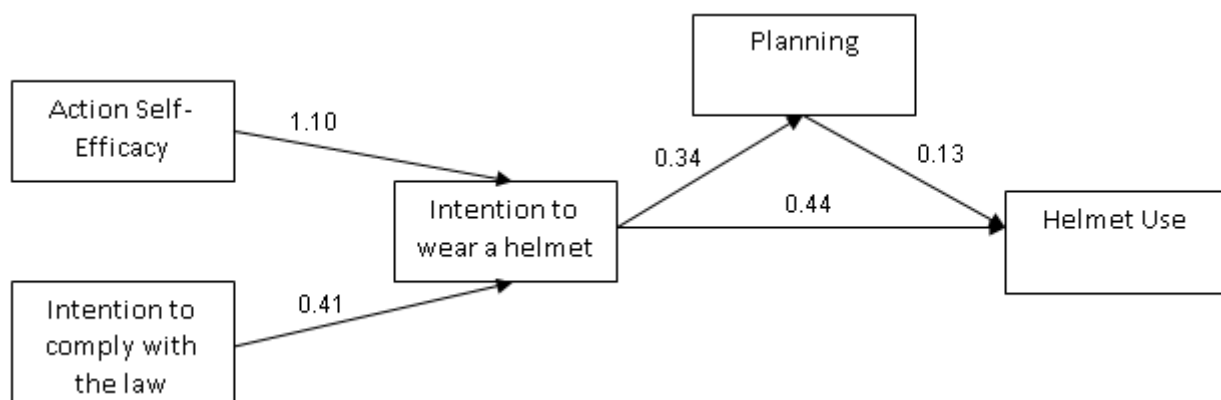 Planning
Action Self-
Efficacy
1.10
0.34
0.13
Intention to
wear a helmet
0.44
Helmet Use
0.41
Intention to
comply with
the law